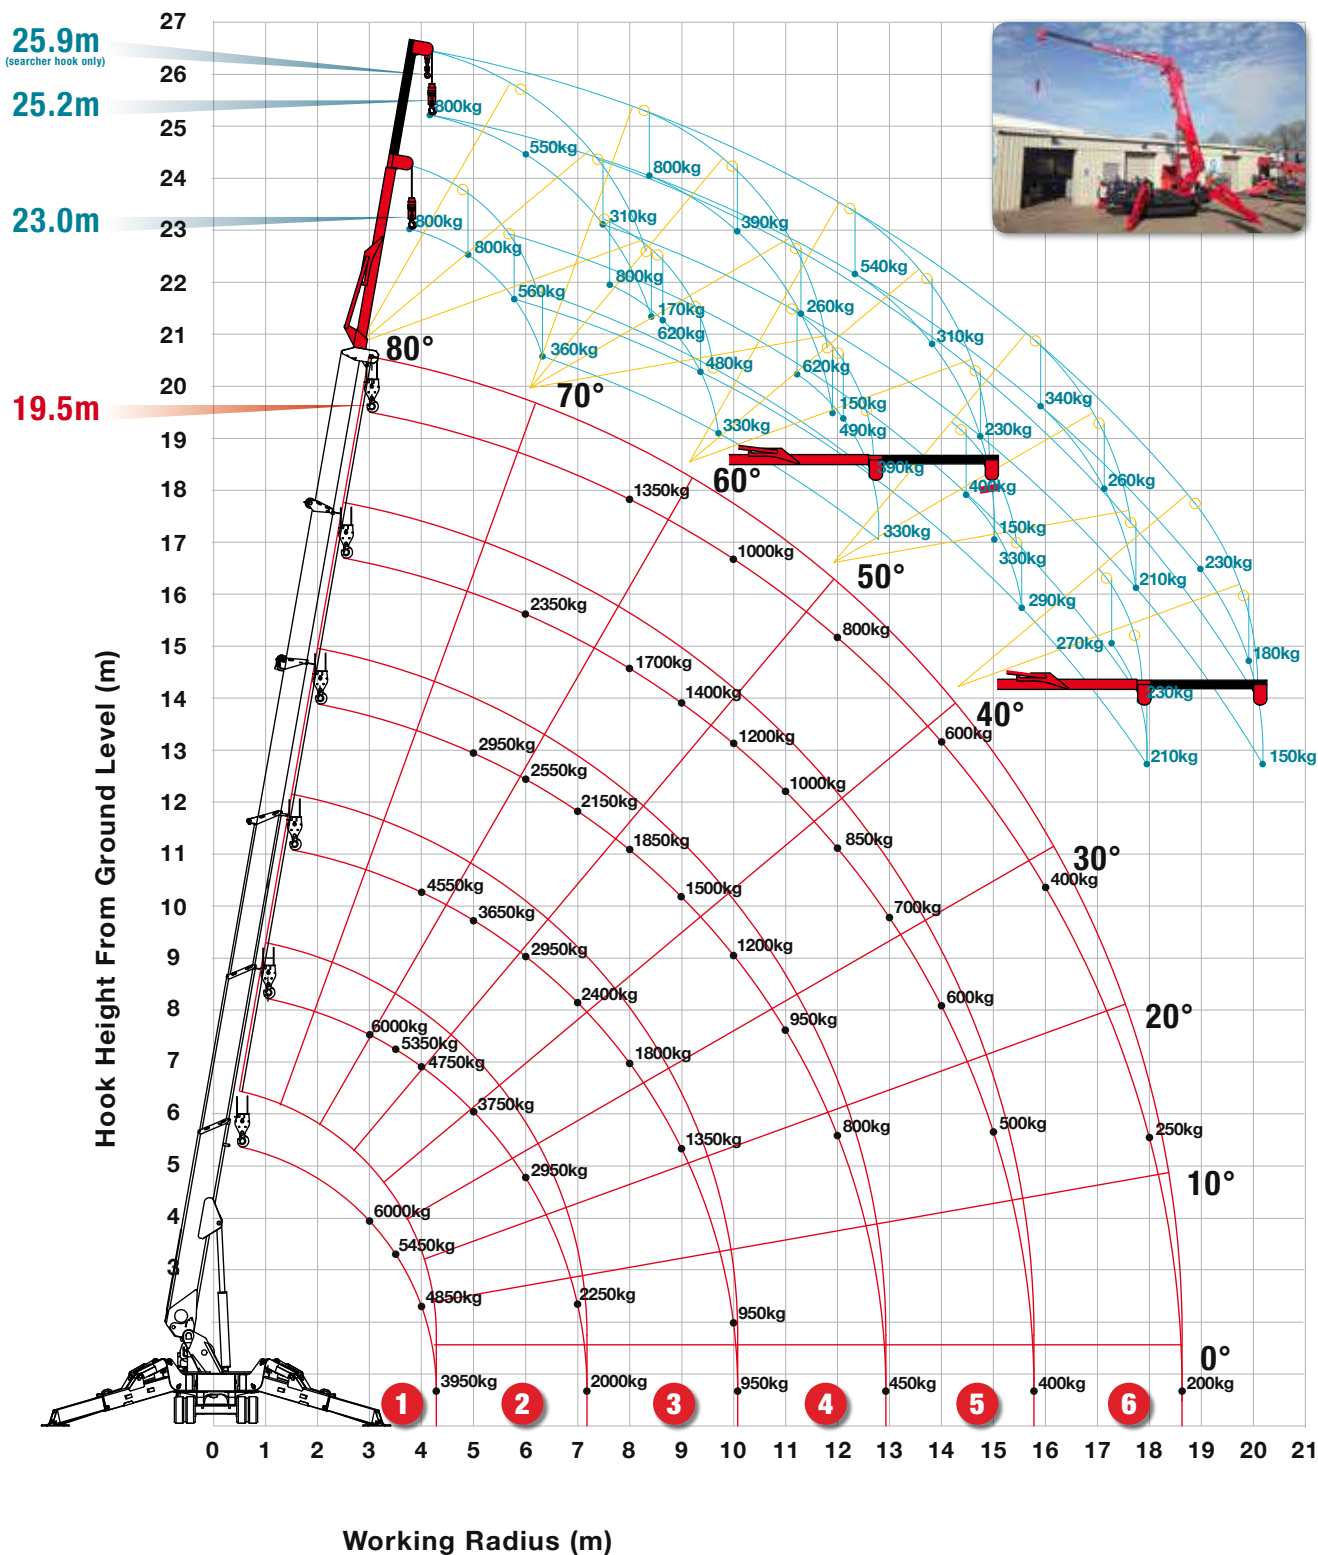 27
25.9m
(searcher hook only)
26
25.2m
800kg
25
550kg
800kg
24
310kg
390kg
23.0m
800kg
23
800kg
540kg
22
560kg
800kg
260kg
170kg
310kg
21
620kg
80°
360kg
480kg
620kg
340kg
20
70°
150kg
19.5m
330kg
490kg
230kg
19
390kg
60°
400kg
260kg
18
1350kg
150kg
330kg
17
1000kg
330kg
230kg
50°
210kg
16
2350kg
290kg
800kg
270kg
15
1700kg
180kg
1400kg
230kg
14
40°
1200kg
600kg
13
2950kg
210kg
150kg
2550kg
1000kg
12
2150kg
1850kg
850kg
30°
11
4550kg
1500kg
400kg
3650kg
10
700kg
2950kg
1200kg
9
2400kg
8
950kg
600kg
20°
6000kg
5350kg
4750kg
1800kg
7
3750kg
6
1350kg
800kg
500kg
250kg
5
2950kg
10°
4
6000kg
5450kg
3
4850kg
2250kg
950kg
0°
3950kg
2000kg
950kg
450kg
400kg
200kg
1 2 3 4 5 6
0 1 2 3 4 5 6 7 8 9 10 11 12 13 14 15 16 17 18 19 20 21
Hook Height From Ground Level (m)
Working Radius (m)